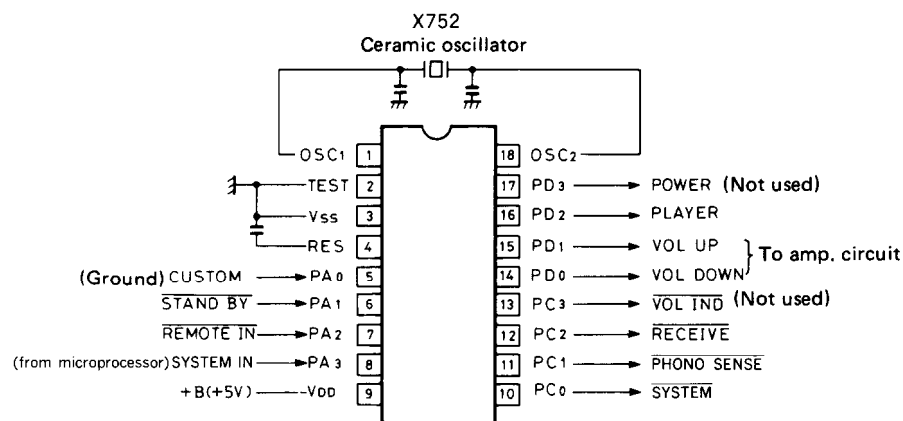 X752
Ceramic oscillator
OSC1 1 18 OSC2
TEST 2 17 PD3 POWER (Not used)
Vss 3 16 PD2 PLAYER
RES 4 15 PD1 VOL UP
(Ground) CUSTOM PA0 5 14 PD0 VOL DOWN To amp. circuit
STAND BY PA1 6 13 PC3 VOL IND (Not used)
REMOTE IN PA2 7 12 PC2 RECEIVE
(from microprocessor) SYSTEM IN PA3 8 11 PC1 PHONO SENSE
+B(+5V) VDD 9 10 PC0 SYSTEM